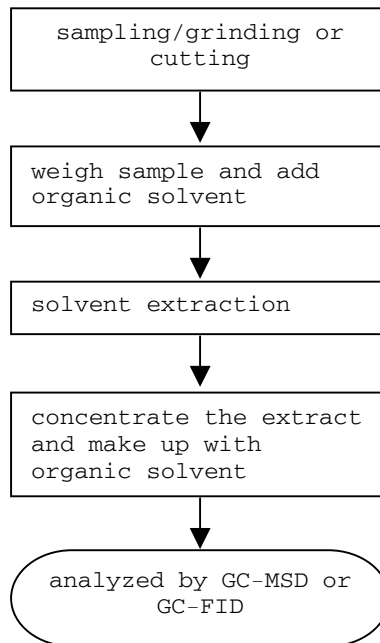 sampling/grinding or
cutting
weigh sample and add
organic solvent
solvent extraction
concentrate the extract
and make up with
organic solvent
analyzed by GC-MSD or
GC-FID